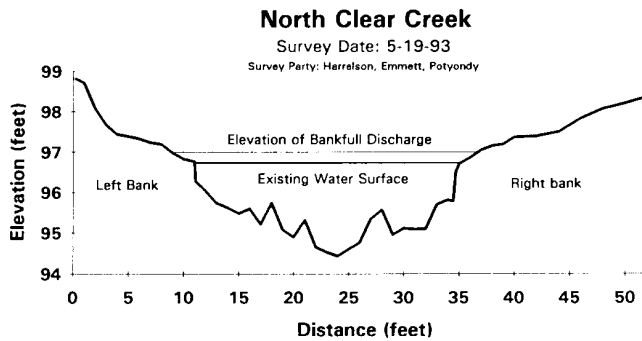 North Clear Creek
Survey Date: 5-19-93
Survey Party: Harrelson, Emmett, Potyondy
Elevation (feet)
99
98
97
96
95
94
Elevation of Bankfull Discharge
Existing Water Surface
Left Bank
Right bank
0 5 10 15 20 25 30 35 40 45 50
Distance (feet)